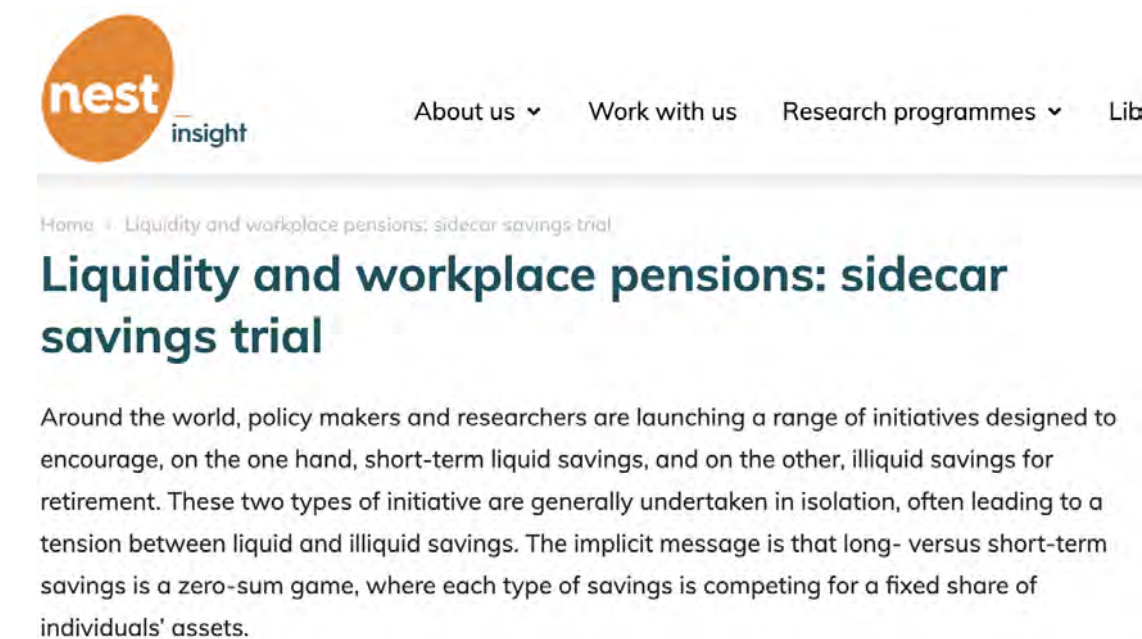 nest
insight
About us
Work with us
Research programmes
Home › Liquidity and workplace pensions: sidecar savings trial
Liquidity and workplace pensions: sidecar
savings trial
Around the world, policy makers and researchers are launching a range of initiatives designed to
encourage, on the one hand, short-term liquid savings, and on the other, illiquid savings for
retirement. These two types of initiative are generally undertaken in isolation, often leading to a
tension between liquid and illiquid savings. The implicit message is that long- versus short-term
savings is a zero-sum game, where each type of savings is competing for a fixed share of
individuals’ assets.